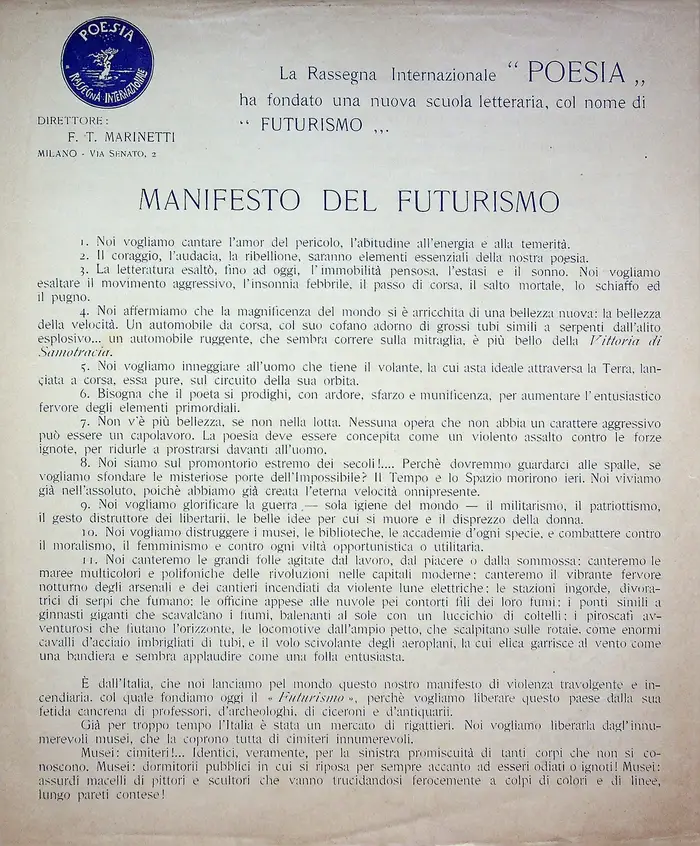 POESIA
RASSEGNA INTERNAZIONALE
DIRETTORE:
F. T. MARINETTI
MILANO - VIA SENATO, 2
La Rassegna Internazionale “ POESIA „
ha fondato una nuova scuola letteraria, col nome di
“ FUTURISMO „.
MANIFESTO DEL FUTURISMO
1. Noi vogliamo cantare l'amor del pericolo, l'abitudine all'energia e alla temerità.
2. Il coraggio, l'audacia, la ribellione, saranno elementi essenziali della nostra poesia.
3. La letteratura esaltò, fino ad oggi, l'immobilità pensosa, l'estasi e il sonno. Noi vogliamo
esaltare il movimento aggressivo, l'insonnia febbrile, il passo di corsa, il salto mortale, lo schiaffo ed
il pugno.
4. Noi affermiamo che la magnificenza del mondo si è arricchita di una bellezza nuova: la bellezza
della velocità. Un automobile da corsa, col suo cofano adorno di grossi tubi simili a serpenti dall'alito
esplosivo... un automobile ruggente, che sembra correre sulla mitraglia, è più bello della Vittoria di
Samotracia.
5. Noi vogliamo inneggiare all'uomo che tiene il volante, la cui asta ideale attraversa la Terra, lan-
ciata a corsa, essa pure, sul circuito della sua orbita.
6. Bisogna che il poeta si prodighi, con ardore, sfarzo e munificenza, per aumentare l'entusiastico
fervore degli elementi primordiali.
7. Non v'è più bellezza, se non nella lotta. Nessuna opera che non abbia un carattere aggressivo
può essere un capolavoro. La poesia deve essere concepita come un violento assalto contro le forze
ignote, per ridurle a prostrarsi davanti all'uomo.
8. Noi siamo sul promontorio estremo dei secoli!.... Perchè dovremmo guardarci alle spalle, se
vogliamo sfondare le misteriose porte dell'Impossibile? Il Tempo e lo Spazio morirono ieri. Noi viviamo
già nell'assoluto, poichè abbiamo già creata l'eterna velocità onnipresente.
9. Noi vogliamo glorificare la guerra — sola igiene del mondo — il militarismo, il patriottismo,
il gesto distruttore dei libertarii, le belle idee per cui si muore e il disprezzo della donna.
10. Noi vogliamo distruggere i musei, le biblioteche, le accademie d'ogni specie, e combattere contro
il moralismo, il femminismo e contro ogni viltà opportunistica o utilitaria.
11. Noi canteremo le grandi folle agitate dal lavoro, dal piacere o dalla sommossa: canteremo le
maree multicolori e polifoniche delle rivoluzioni nelle capitali moderne; canteremo il vibrante fervore
notturno degli arsenali e dei cantieri incendiati da violente lune elettriche; le stazioni ingorde, divora-
trici di serpi che fumano; le officine appese alle nuvole pei contorti fili dei loro fumi; i ponti simili a
ginnasti giganti che scavalcano i fiumi, balenanti al sole con un luccichio di coltelli; i piroscafi av-
venturosi che fiutano l'orizzonte, le locomotive dall'ampio petto, che scalpitano sulle rotaie, come enormi
cavalli d'acciaio imbrigliati di tubi, e il volo scivolante degli aeroplani, la cui elica garrisce al vento come
una bandiera e sembra applaudire come una folla entusiasta.
È dall'Italia, che noi lanciamo pel mondo questo nostro manifesto di violenza travolgente e in-
cendiaria, col quale fondiamo oggi il « Futurismo », perchè vogliamo liberare questo paese dalla sua
fetida cancrena di professori, d'archeologhi, di ciceroni e d'antiquarii.
Già per troppo tempo l'Italia è stata un mercato di rigattieri. Noi vogliamo liberarla dagl'innu-
merevoli musei, che la coprono tutta di cimiteri innumerevoli.
Musei: cimiteri!... Identici, veramente, per la sinistra promiscuità di tanti corpi che non si co-
noscono. Musei: dormitorii pubblici in cui si riposa per sempre accanto ad esseri odiati o ignoti! Musei:
assurdi macelli di pittori e scultori che vanno trucidandosi ferocemente a colpi di colori e di linee,
lungo pareti contese!